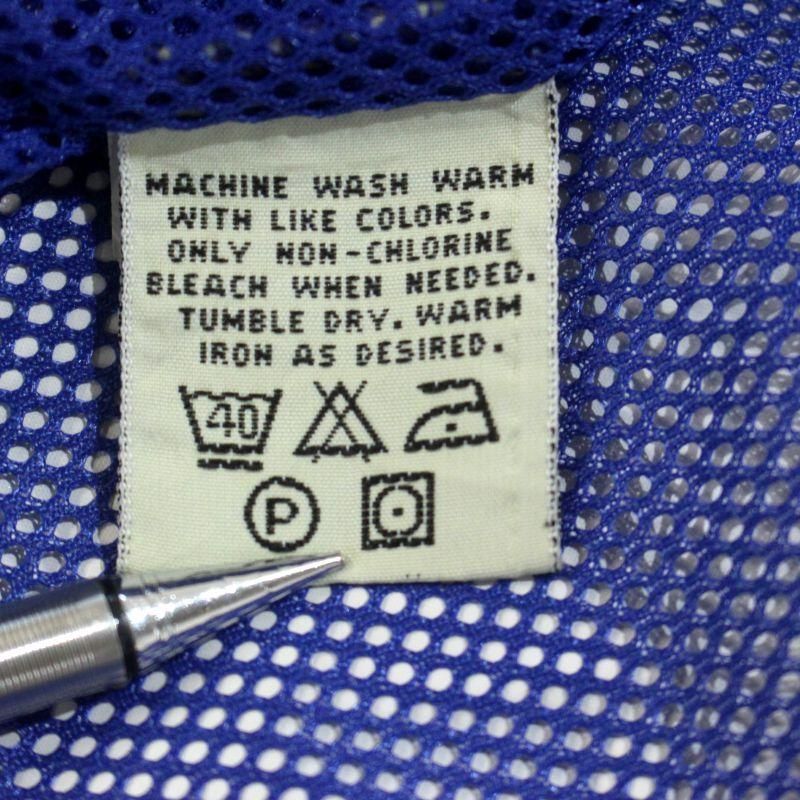 MACHINE WASH WARM
WITH LIKE COLORS.
ONLY NON-CHLORINE
BLEACH WHEN NEEDED.
TUMBLE DRY. WARM
IRON AS DESIRED.
40
P